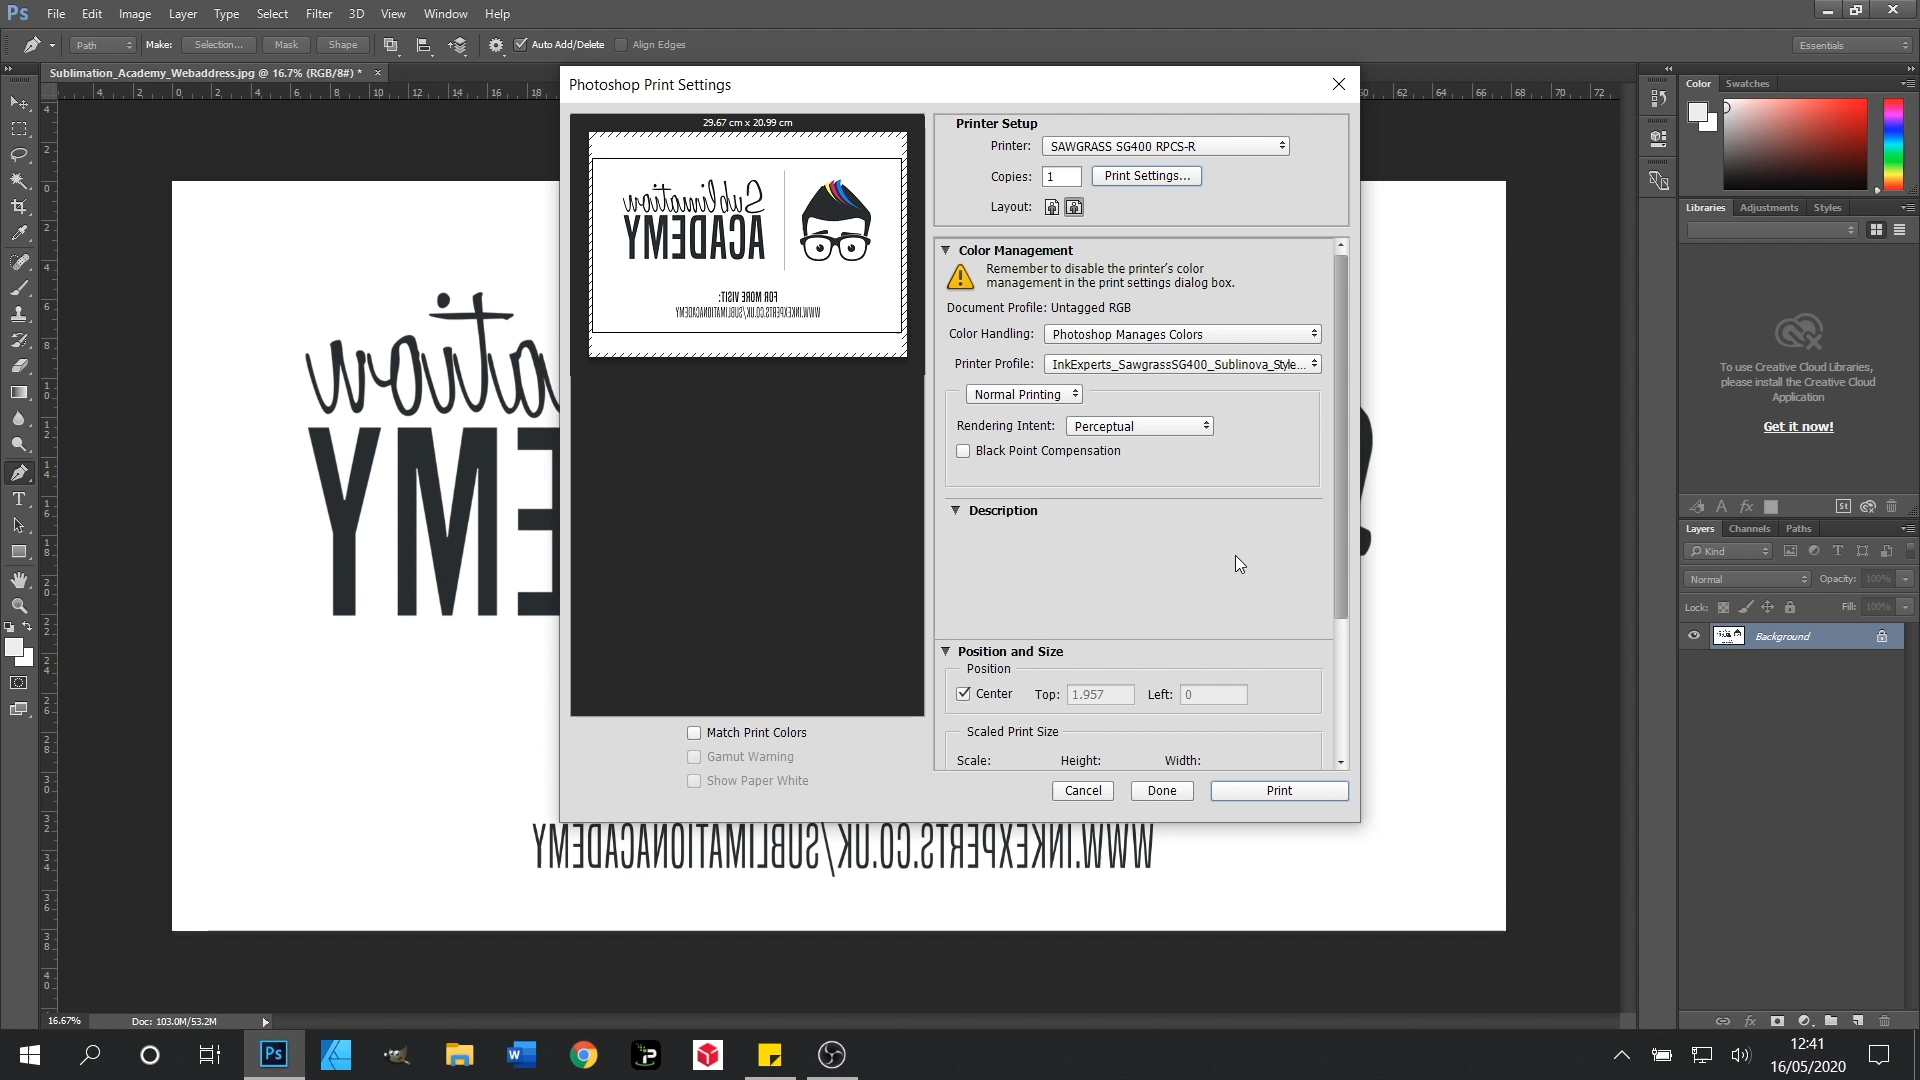 Ps File Edit Image Layer Type Select Filter 3D View Window Help
Path Make: Selection... Mask Shape Auto Add/Delete Align Edges Essentials
Sublimation_Academy_Webaddress.jpg @ 16.7% (RGB/8#) *
Photoshop Print Settings
29.67 cm x 20.99 cm
Sublimation
ACADEMY
FOR MORE VISIT:
WWW.INKEXPERTS.CO.UK/SUBLIMATIONACADEMY
Match Print Colors
Gamut Warning
Show Paper White
Printer Setup
Printer: SAWGRASS SG400 RPCS-R
Copies: 1 Print Settings...
Layout:
Color Management
Remember to disable the printer's color
management in the print settings dialog box.
Document Profile: Untagged RGB
Color Handling: Photoshop Manages Colors
Printer Profile: InkExperts_SawgrassSG400_Sublinova_Style...
Normal Printing
Rendering Intent: Perceptual
Black Point Compensation
Description
Position and Size
Position
Center Top: 1.957 Left: 0
Scaled Print Size
Scale: Height: Width:
Cancel Done Print
WWW.INKEXPERTS.CO.UK/SUBLIMATIONACADEMY
Color Swatches
Libraries Adjustments Styles
To use Creative Cloud Libraries,
please install the Creative Cloud
Application
Get it now!
Layers Channels Paths
Kind
Normal Opacity: 100%
Lock: Fill: 100%
Background
16.67% Doc: 103.0M/53.2M
12:41
16/05/2020